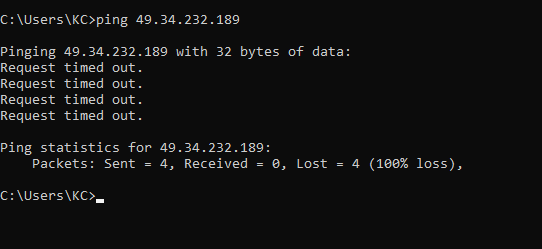 C:\Users\KC>ping 49.34.232.189
Pinging 49.34.232.189 with 32 bytes of data:
Request timed out.
Request timed out.
Request timed out.
Request timed out.
Ping statistics for 49.34.232.189:
    Packets: Sent = 4, Received = 0, Lost = 4 (100% loss),
C:\Users\KC>